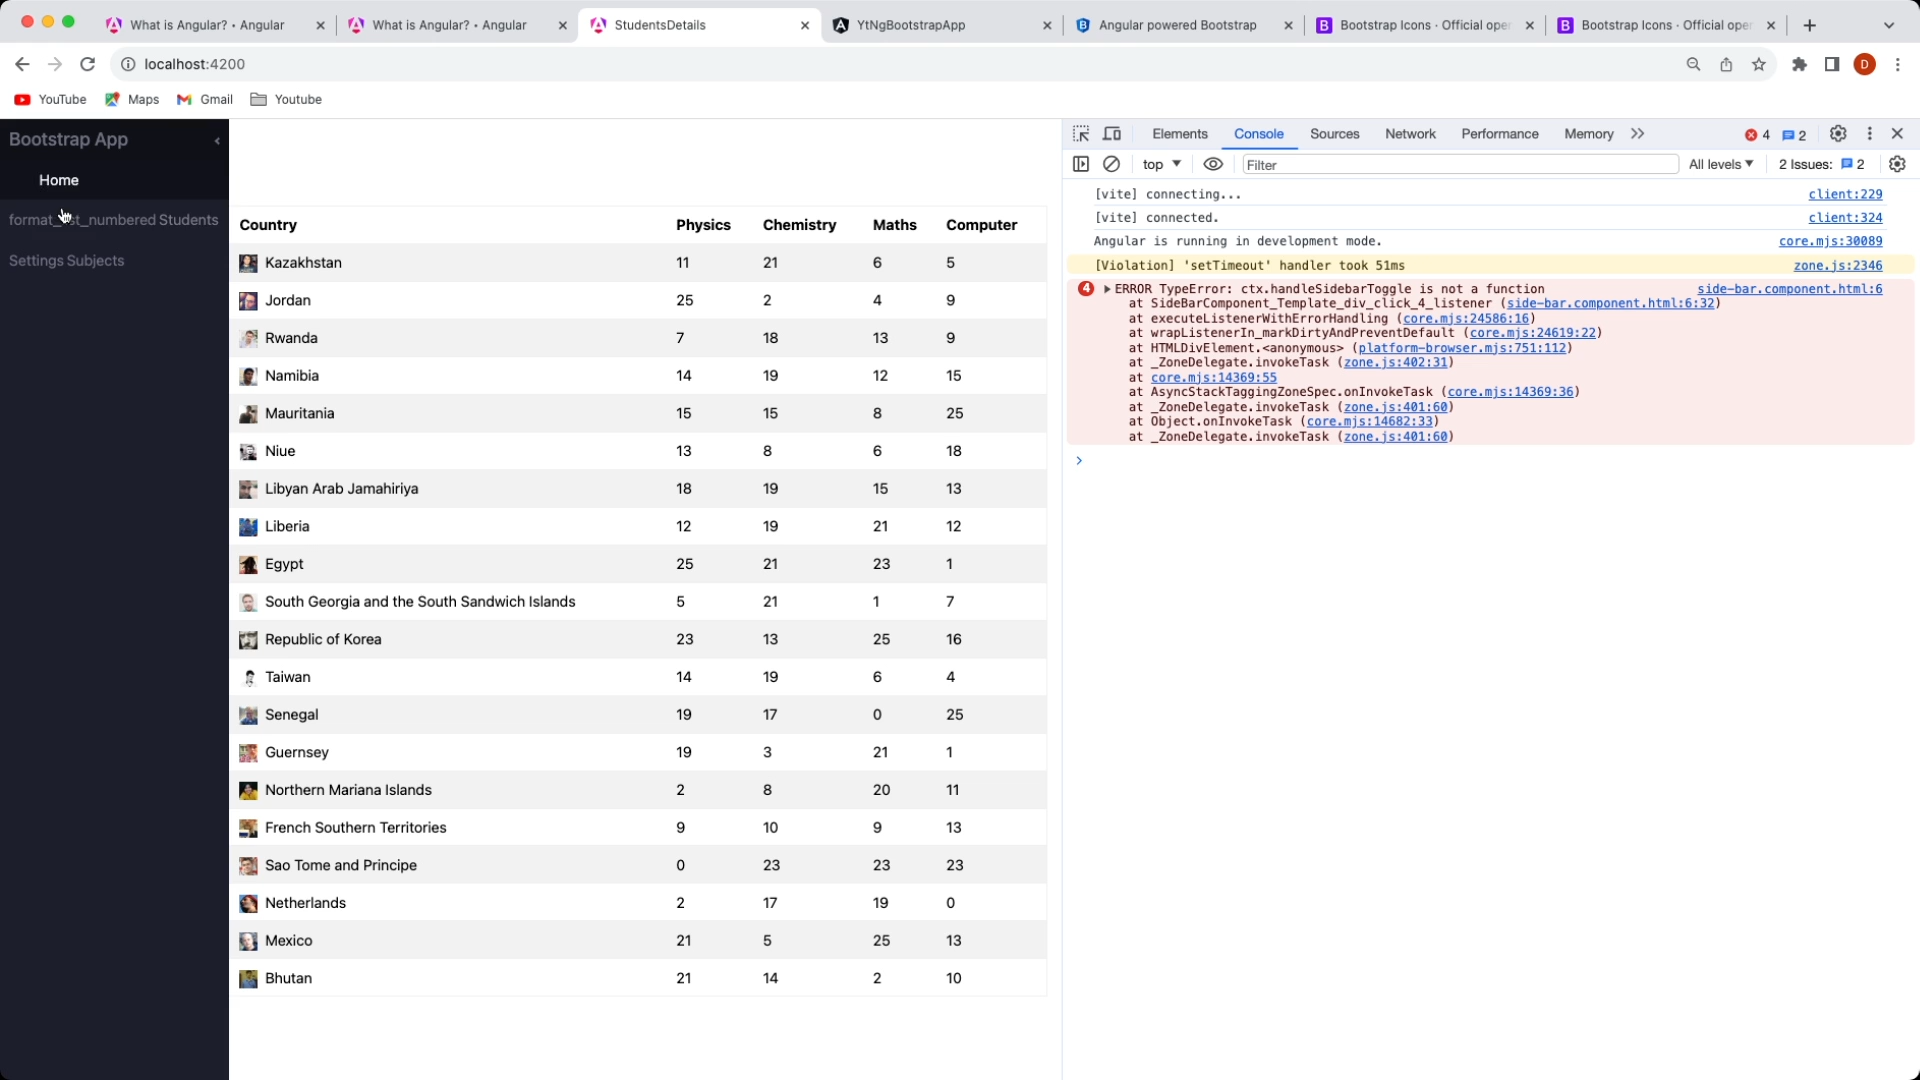 What is Angular? • Angular
What is Angular? • Angular
StudentsDetails
YtNgBootstrapApp
Angular powered Bootstrap
Bootstrap Icons · Official ope
Bootstrap Icons · Official ope
localhost:4200
D
YouTube
Maps
Gmail
Youtube
Bootstrap App
Home
Students
Settings Subjects
Country Physics Chemistry Maths Computer
Kazakhstan 11 21 6 5
Jordan 25 2 4 9
Rwanda 7 18 13 9
Namibia 14 19 12 15
Mauritania 15 15 8 25
Niue 13 8 6 18
Libyan Arab Jamahiriya 18 19 15 13
Liberia 12 19 21 12
Egypt 25 21 23 1
South Georgia and the South Sandwich Islands 5 21 1 7
Republic of Korea 23 13 25 16
Taiwan 14 19 6 4
Senegal 19 17 0 25
Guernsey 19 3 21 1
Northern Mariana Islands 2 8 20 11
French Southern Territories 9 10 9 13
Sao Tome and Principe 0 23 23 23
Netherlands 2 17 19 0
Mexico 21 5 25 13
Bhutan 21 14 2 10
Elements Console Sources Network Performance Memory 4 2
top Filter All levels 2 Issues: 2
[vite] connecting... client:229
[vite] connected. client:324
Angular is running in development mode. core.mjs:30089
[Violation] 'setTimeout' handler took 51ms zone.js:2346
4 ERROR TypeError: ctx.handleSidebarToggle is not a function side-bar.component.html:6
at SideBarComponent_Template_div_click_4_listener (side-bar.component.html:6:32)
at executeListenerWithErrorHandling (core.mjs:24586:16)
at wrapListenerIn_markDirtyAndPreventDefault (core.mjs:24619:22)
at HTMLDivElement.<anonymous> (platform-browser.mjs:751:112)
at _ZoneDelegate.invokeTask (zone.js:402:31)
at core.mjs:14369:55
at AsyncStackTaggingZoneSpec.onInvokeTask (core.mjs:14369:36)
at _ZoneDelegate.invokeTask (zone.js:401:60)
at Object.onInvokeTask (core.mjs:14682:33)
at _ZoneDelegate.invokeTask (zone.js:401:60)